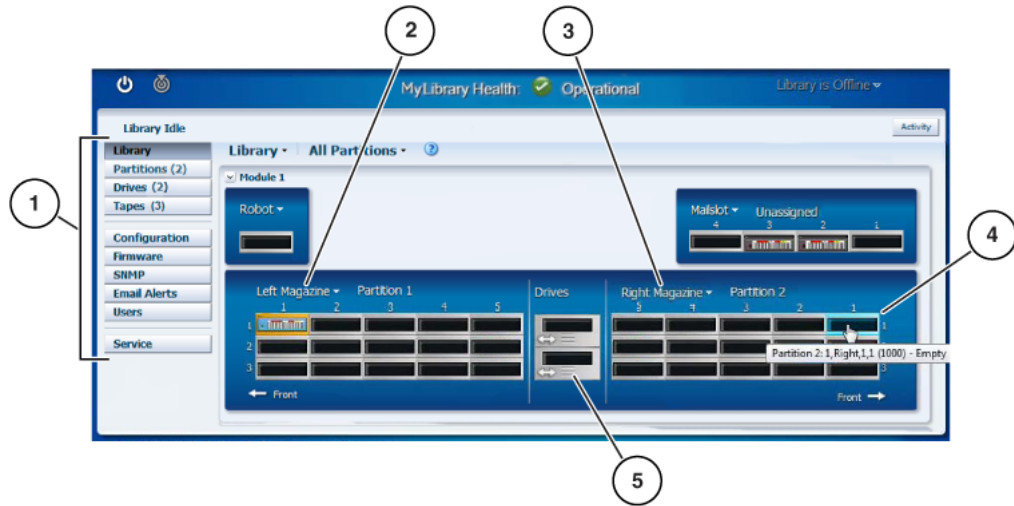 2
3
MyLibrary Health: Operational
Library is Offline
Library Idle
Activity
1
Library
Partitions (2)
Drives (2)
Tapes (3)
Configuration
Firmware
SNMP
Email Alerts
Users
Service
Library All Partitions ?
Module 1
Robot
Mailslot Unassigned
4 3 2 1
4
Left Magazine Partition 1
1 2 3 4 5
1
2
3
Front
Drives
Right Magazine Partition 2
5 4 3 2 1
1
Partition 2: 1,Right,1,1 (1000) - Empty
3
Front
5